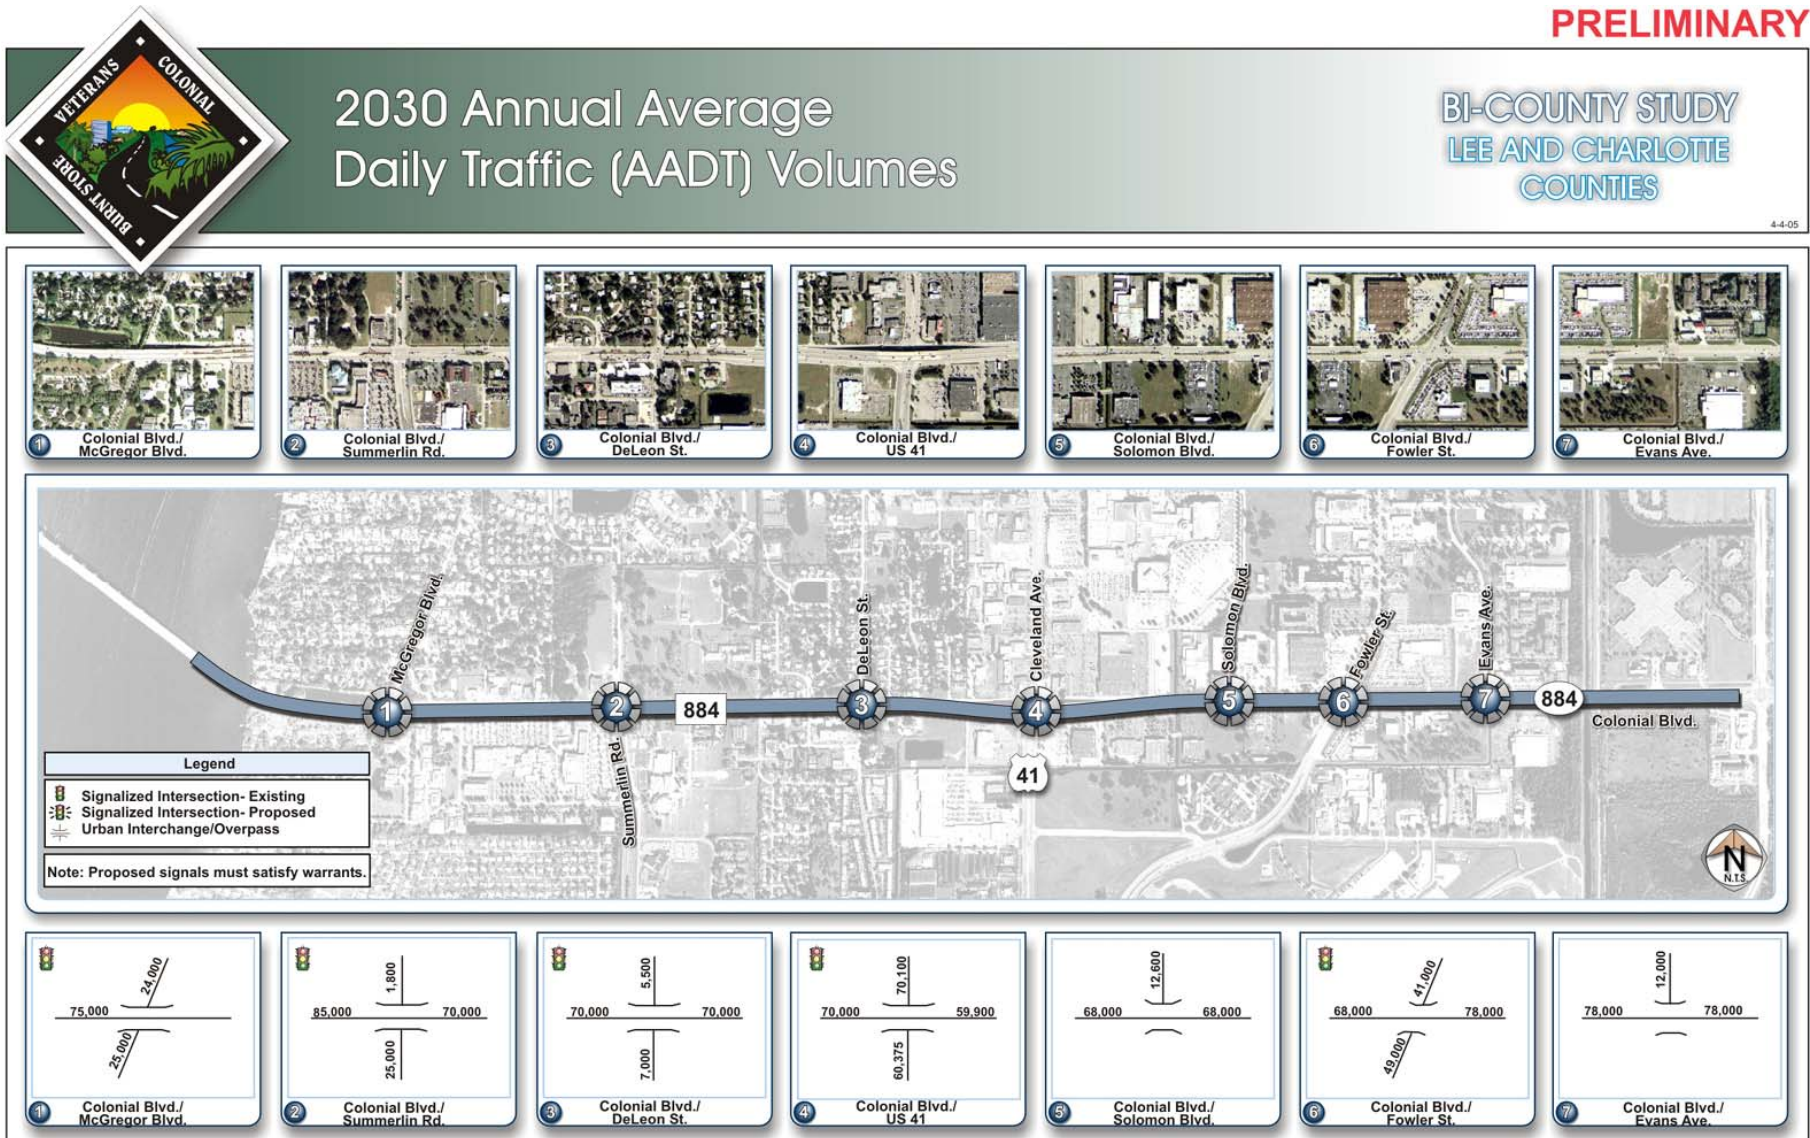 PRELIMINARY
VETERANS
COLONIAL
BURNT STORE
2030 Annual Average
Daily Traffic (AADT) Volumes
BI-COUNTY STUDY
LEE AND CHARLOTTE
COUNTIES
4-4-05
1 Colonial Blvd./
McGregor Blvd.
2 Colonial Blvd./
Summerlin Rd.
3 Colonial Blvd./
DeLeon St.
4 Colonial Blvd./
US 41
5 Colonial Blvd./
Solomon Blvd.
6 Colonial Blvd./
Fowler St.
7 Colonial Blvd./
Evans Ave.
McGregor Blvd.
Summerlin Rd.
DeLeon St.
Cleveland Ave.
Solomon Blvd.
Fowler St.
Evans Ave.
1
2
884
3
4
5
6
7
884
Colonial Blvd.
41
Legend
Signalized Intersection- Existing
Signalized Intersection- Proposed
Urban Interchange/Overpass
Note: Proposed signals must satisfy warrants.
N
N.T.S.
24,000
75,000
25,000
1 Colonial Blvd./
McGregor Blvd.
1,800
85,000 70,000
25,000
2 Colonial Blvd./
Summerlin Rd.
5,500
70,000 70,000
7,000
3 Colonial Blvd./
DeLeon St.
70,100
70,000 59,900
60,375
4 Colonial Blvd./
US 41
12,600
68,000 68,000
5 Colonial Blvd./
Solomon Blvd.
41,000
68,000 78,000
49,000
6 Colonial Blvd./
Fowler St.
12,000
78,000 78,000
7 Colonial Blvd./
Evans Ave.